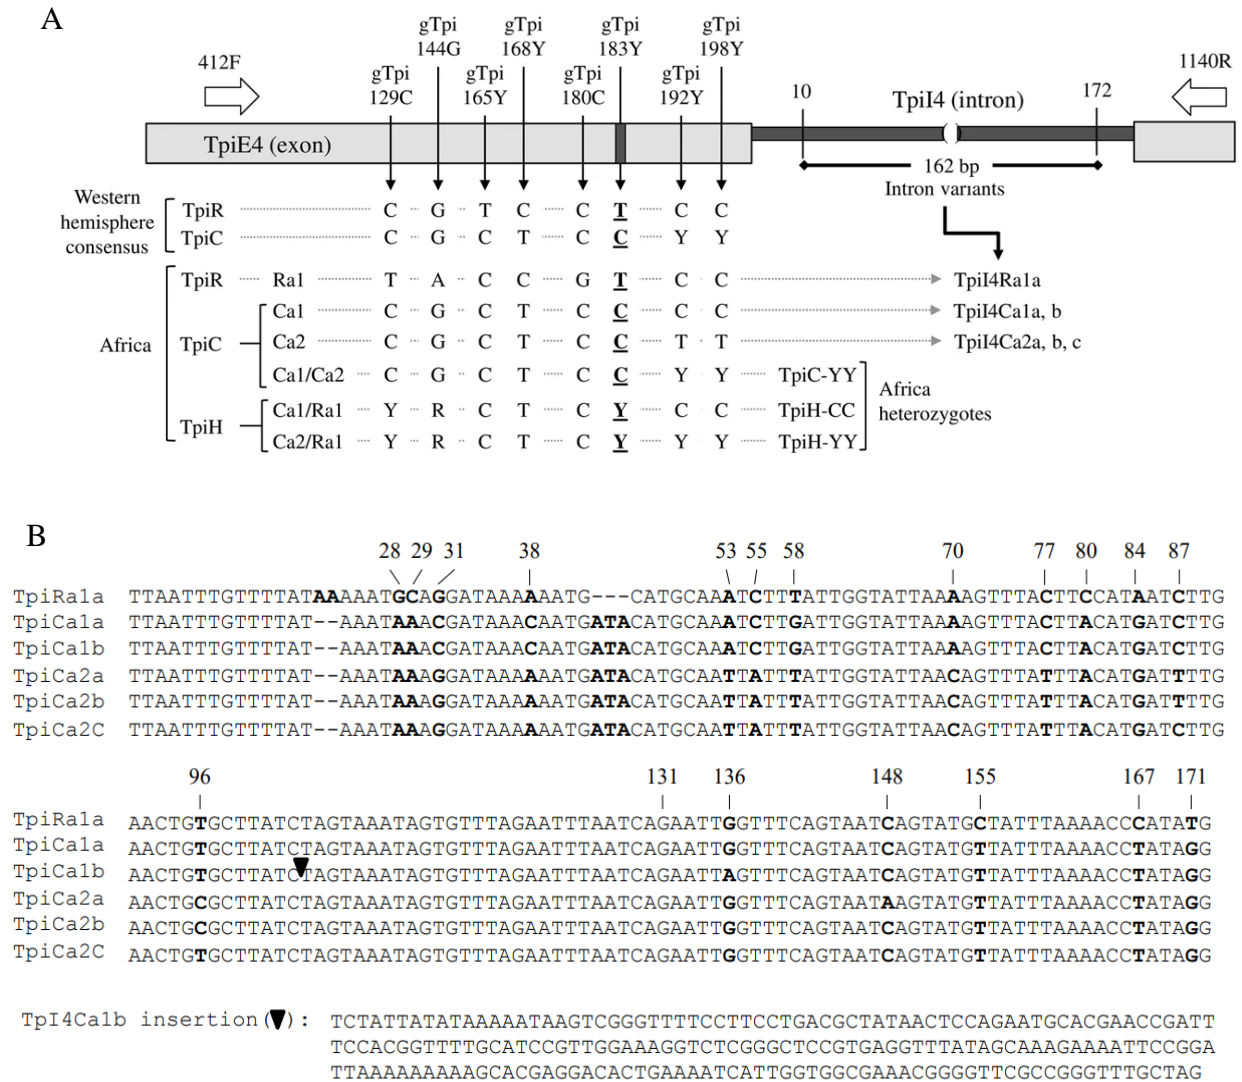 A
412F
gTpi 129C
gTpi 144G
gTpi 165Y
gTpi 168Y
gTpi 180C
gTpi 183Y
gTpi 192Y
gTpi 198Y
10
TpiI4 (intron)
172
1140R
TpiE4 (exon)
162 bp
Intron variants
Western hemisphere consensus
TpiR C G T C C T C C
TpiC C G C T C C Y Y
Africa
TpiR Ra1 T A C C G T C C TpiI4Ra1a
TpiC
Ca1 C G C T C C C C TpiI4Ca1a, b
Ca2 C G C T C C T T TpiI4Ca2a, b, c
Ca1/Ca2 C G C T C C Y Y TpiC-YY
TpiH
Ca1/Ra1 Y R C T C Y C C TpiH-CC
Ca2/Ra1 Y R C T C Y Y Y TpiH-YY
Africa heterozygotes
B
28 29 31 38 53 55 58 70 77 80 84 87
TpiRa1a TTAATTTGTTTTATAAAAATGCAGGATAAAAAAATG---CATGCAAATCTTTATTGGTATTAAAAGTTTACTTCCATAATCTTG
TpiCa1a TTAATTTGTTTTAT--AAATAAACGATAAACAATGATACATGCAAATCTTGATTGGTATTAAAAGTTTACTTACATGATCTTG
TpiCa1b TTAATTTGTTTTAT--AAATAAACGATAAACAATGATACATGCAAATCTTGATTGGTATTAAAAGTTTACTTACATGATCTTG
TpiCa2a TTAATTTGTTTTAT--AAATAAAGGATAAAAAAATGATACATGCAATTATTTATTGGTATTAACAGTTTATTTACATGATTTTG
TpiCa2b TTAATTTGTTTTAT--AAATAAAGGATAAAAAAATGATACATGCAATTATTTATTGGTATTAACAGTTTATTTACATGATTTTG
TpiCa2C TTAATTTGTTTTAT--AAATAAAGGATAAAAAAATGATACATGCAATTATTTATTGGTATTAACAGTTTATTTACATGATCTTG
96 131 136 148 155 167 171
TpiRa1a AACTGTGCTTATCTAGTAAATAGTGTTTAGAATTTAATCAGAATTGGTTTCAGTAATCAGTATGCTATTTAAAACCCATATG
TpiCa1a AACTGTGCTTATCTAGTAAATAGTGTTTAGAATTTAATCAGAATTGGTTTCAGTAATCAGTATGTTATTTAAAACCTATAGG
TpiCa1b AACTGTGCTTATCTAGTAAATAGTGTTTAGAATTTAATCAGAATTAGTTTCAGTAATCAGTATGTTATTTAAAACCTATAGG
TpiCa2a AACTGCGCTTATCTAGTAAATAGTGTTTAGAATTTAATCAGAATTGGTTTCAGTAATAAGTATGTTATTTAAAACCTATAGG
TpiCa2b AACTGCGCTTATCTAGTAAATAGTGTTTAGAATTTAATCAGAATTGGTTTCAGTAATCAGTATGTTATTTAAAACCTATAGG
TpiCa2C AACTGTGCTTATCTAGTAAATAGTGTTTAGAATTTAATCAGAATTGGTTTCAGTAATCAGTATGTTATTTAAAACCTATAGG
TpI4Ca1b insertion(▼): TCTATTATATAAAAATAAGTCGGGTTTTCCTTCCTGACGCTATAACTCCAGAATGCACGAACCGATT
TCCACGGTTTTGCATCCGTTGGAAAGGTCTCGGGCTCCGTGAGGTTTATAGCAAAGAAAATTCCGGA
TTAAAAAAAAAGCACGAGGACACTGAAAATCATTGGTGGCGAAACGGGGTTCGCCGGGTTTGCTAG